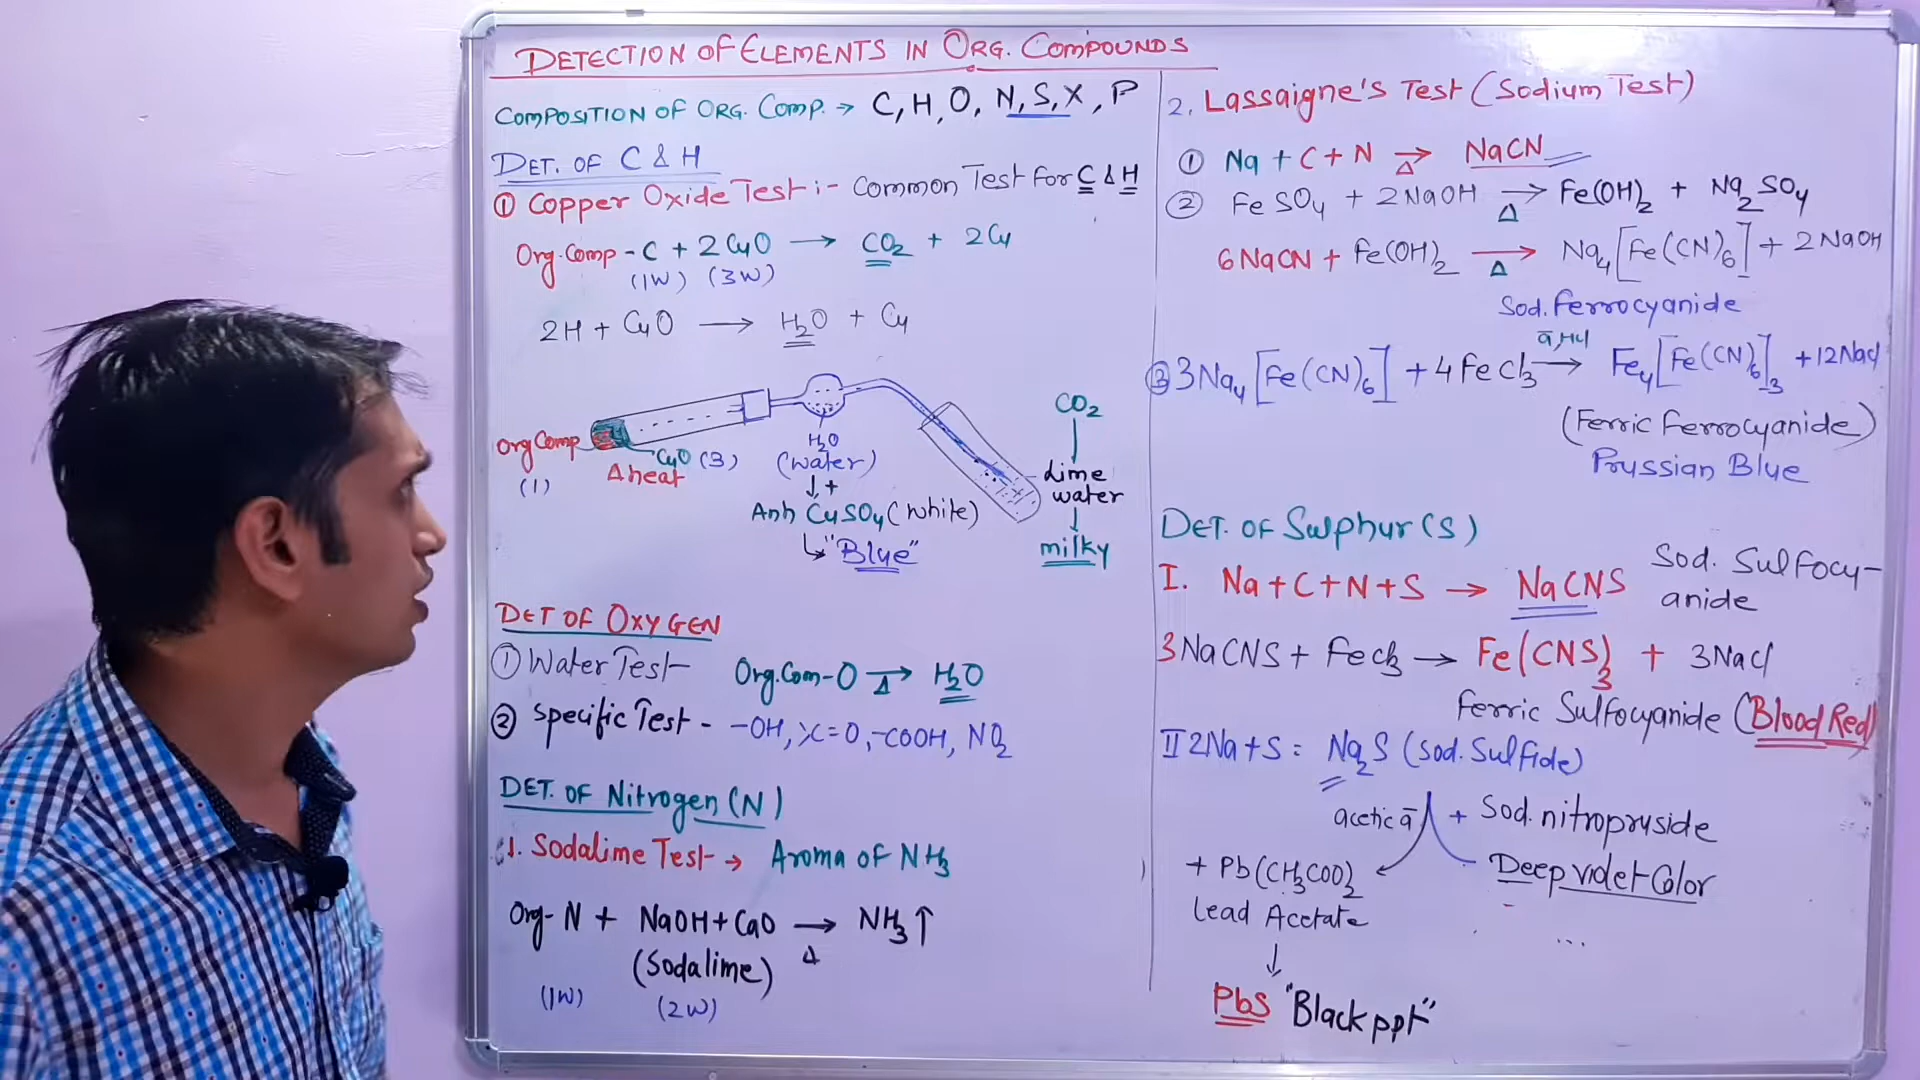 DETECTION OF ELEMENTS IN ORG. COMPOUNDS
COMPOSITION OF ORG. COMP. → C, H, O, N, S, X, P
DET. OF C & H
① Copper Oxide Test :- Common Test for C & H
Org. Comp - C + 2CuO → CO₂ + 2Cu
(1W) (3W)
2H + CuO → H₂O + Cu
Org Comp
(1)
CuO (3)
Δ heat
H₂O
(water)
↓ +
Anh CuSO₄ (white)
↳ "Blue"
CO₂
Lime
water
↓
milky
DET OF OXYGEN
① Water Test - Org. Com-O →Δ H₂O
② Specific Test - -OH, >C=O, -COOH, NO₂
DET. OF Nitrogen (N)
1. Sodalime Test → Aroma of NH₃
Org-N + NaOH + CaO →Δ NH₃↑
(Sodalime)
(1W) (2W)
2. Lassaigne's Test (Sodium Test)
① Na + C + N →Δ NaCN
② FeSO₄ + 2NaOH →Δ Fe(OH)₂ + Na₂SO₄
6NaCN + Fe(OH)₂ →Δ Na₄[Fe(CN)₆] + 2NaOH
Sod. Ferrocyanide
③ 3Na₄[Fe(CN)₆] + 4FeCl₃ → Fe₄[Fe(CN)₆]₃ + 12NaCl
(Ferric Ferrocyanide)
Prussian Blue
DET. OF Sulphur (S)
I. Na + C + N + S → NaCNS Sod. Sulfocy-
anide
3NaCNS + FeCl₃ → Fe(CNS)₃ + 3NaCl
Ferric Sulfocyanide (Blood Red)
II 2Na + S = Na₂S (Sod. Sulfide)
acetic a̅ + Sod. nitropruside
Deep violet Color
+ Pb(CH₃COO)₂
Lead Acetate
↓
PbS "Black ppt"
...